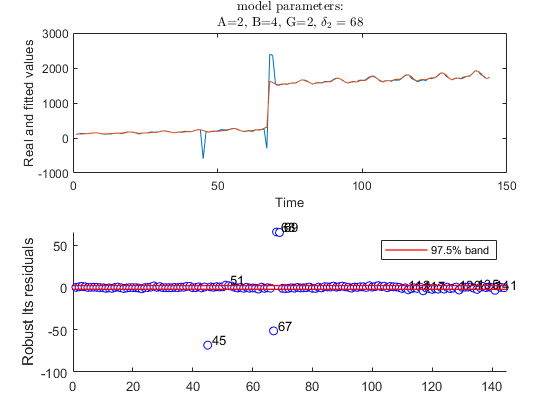 model parameters:
A=2, B=4, G=2, δ₂ = 68
Real and fitted values
3000
2000
1000
0
-1000
0 50 100 150
Time
Robust lts residuals
50
0
-50
-100
97.5% band
69
51
45
67
141
0 20 40 60 80 100 120 140